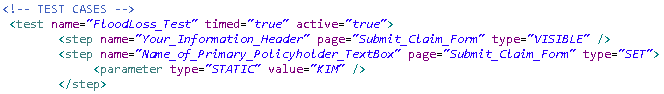 <!-- TEST CASES -->
<test name="FloodLoss_Test" timed="true" active="true">
<step name="Your_Information_Header" page="Submit_Claim_Form" type="VISIBLE" />
<step name="Name_of_Primary_Policyholder_TextBox" page="Submit_Claim_Form" type="SET">
<parameter type="STATIC" value="KIM" />
</step>